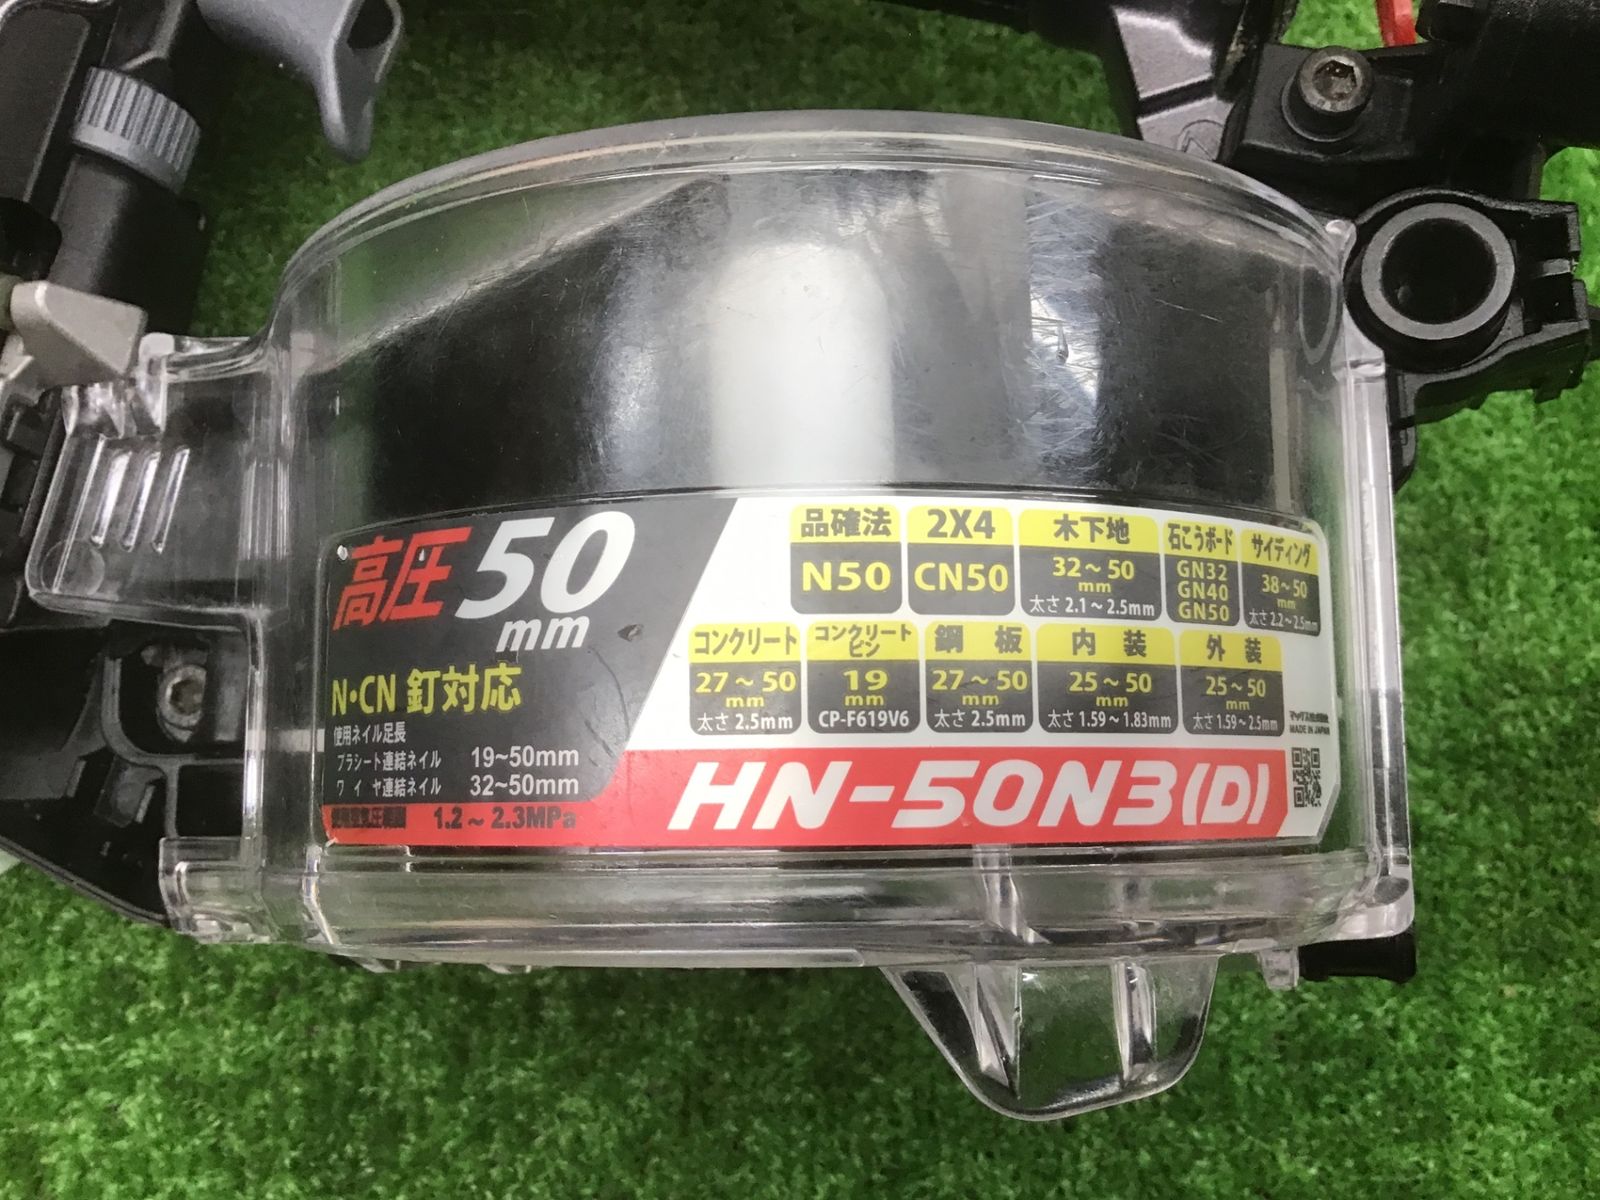 高圧50
mm
N・CN 釘対応
使用ネイル足長
プラシート連結ネイル 19~50mm
ワイヤ連結ネイル 32~50mm
1.2~2.3MPa
品確法
N50
2X4
CN50
木下地
32~50
mm
太さ 2.1~2.5mm
石こうボード
GN32
GN40
GN50
サイディング
38~50
mm
太さ 2.2~2.5mm
コンクリート
27~50
mm
太さ 2.5mm
コンクリート
ピン
19
mm
CP-F619V6
鋼板
27~50
mm
太さ 2.5mm
内装
25~50
mm
太さ 1.59~1.83mm
外装
25~50
mm
太さ 1.59~2.5mm
MADE IN JAPAN
HN-50N3(D)